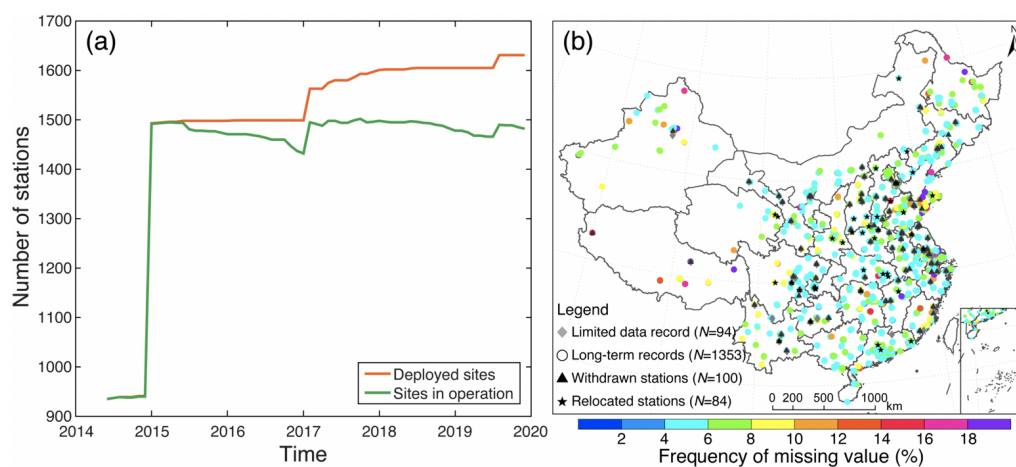 (a)
Number of stations
1700
1600
1500
1400
1300
1200
1100
1000
900
2014 2015 2016 2017 2018 2019 2020
Time
Deployed sites
Sites in operation
(b)
N
Legend
Limited data record (N=94)
Long-term records (N=1353)
Withdrawn stations (N=100)
Relocated stations (N=84)
0 200 500 1000
km
2 4 6 8 10 12 14 16 18
Frequency of missing value (%)